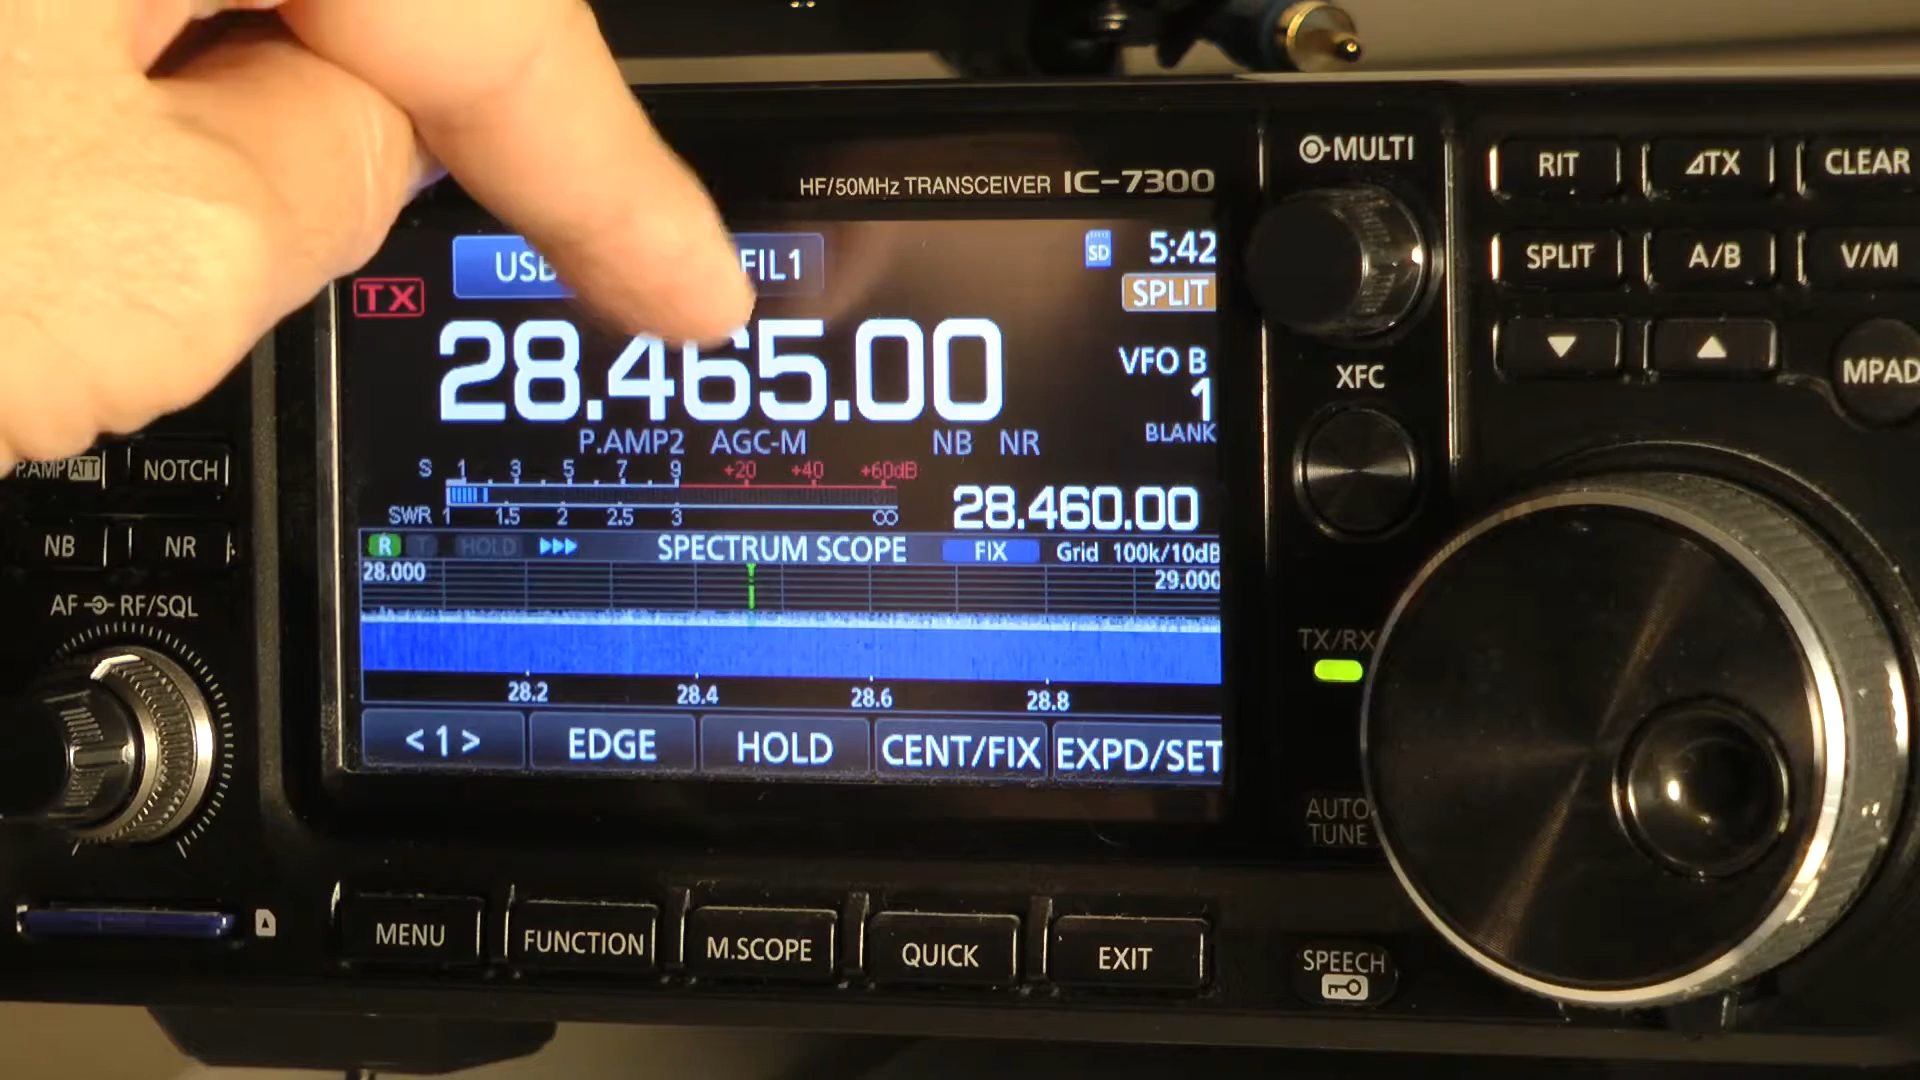 HF/50MHz TRANSCEIVER IC-7300
MULTI
RIT
⊿TX
CLEAR
USB
FIL1
SD
5:42
SPLIT
A/B
V/M
TX
SPLIT
28.465.00
VFO B
1
BLANK
▼
▲
MPAD
XFC
P.AMP2 AGC-M NB NR
S 1 3 5 7 9 +20 +40 +60dB
SWR 1 1.5 2 2.5 3 ∞
28.460.00
P.AMP ATT
NOTCH
NB
NR
AF RF/SQL
R T HOLD SPECTRUM SCOPE FIX Grid 100k/10dB
28.000 29.000
28.2 28.4 28.6 28.8
TX/RX
<1> EDGE HOLD CENT/FIX EXPD/SET
AUTO
TUNE
MENU FUNCTION M.SCOPE QUICK EXIT
SPEECH